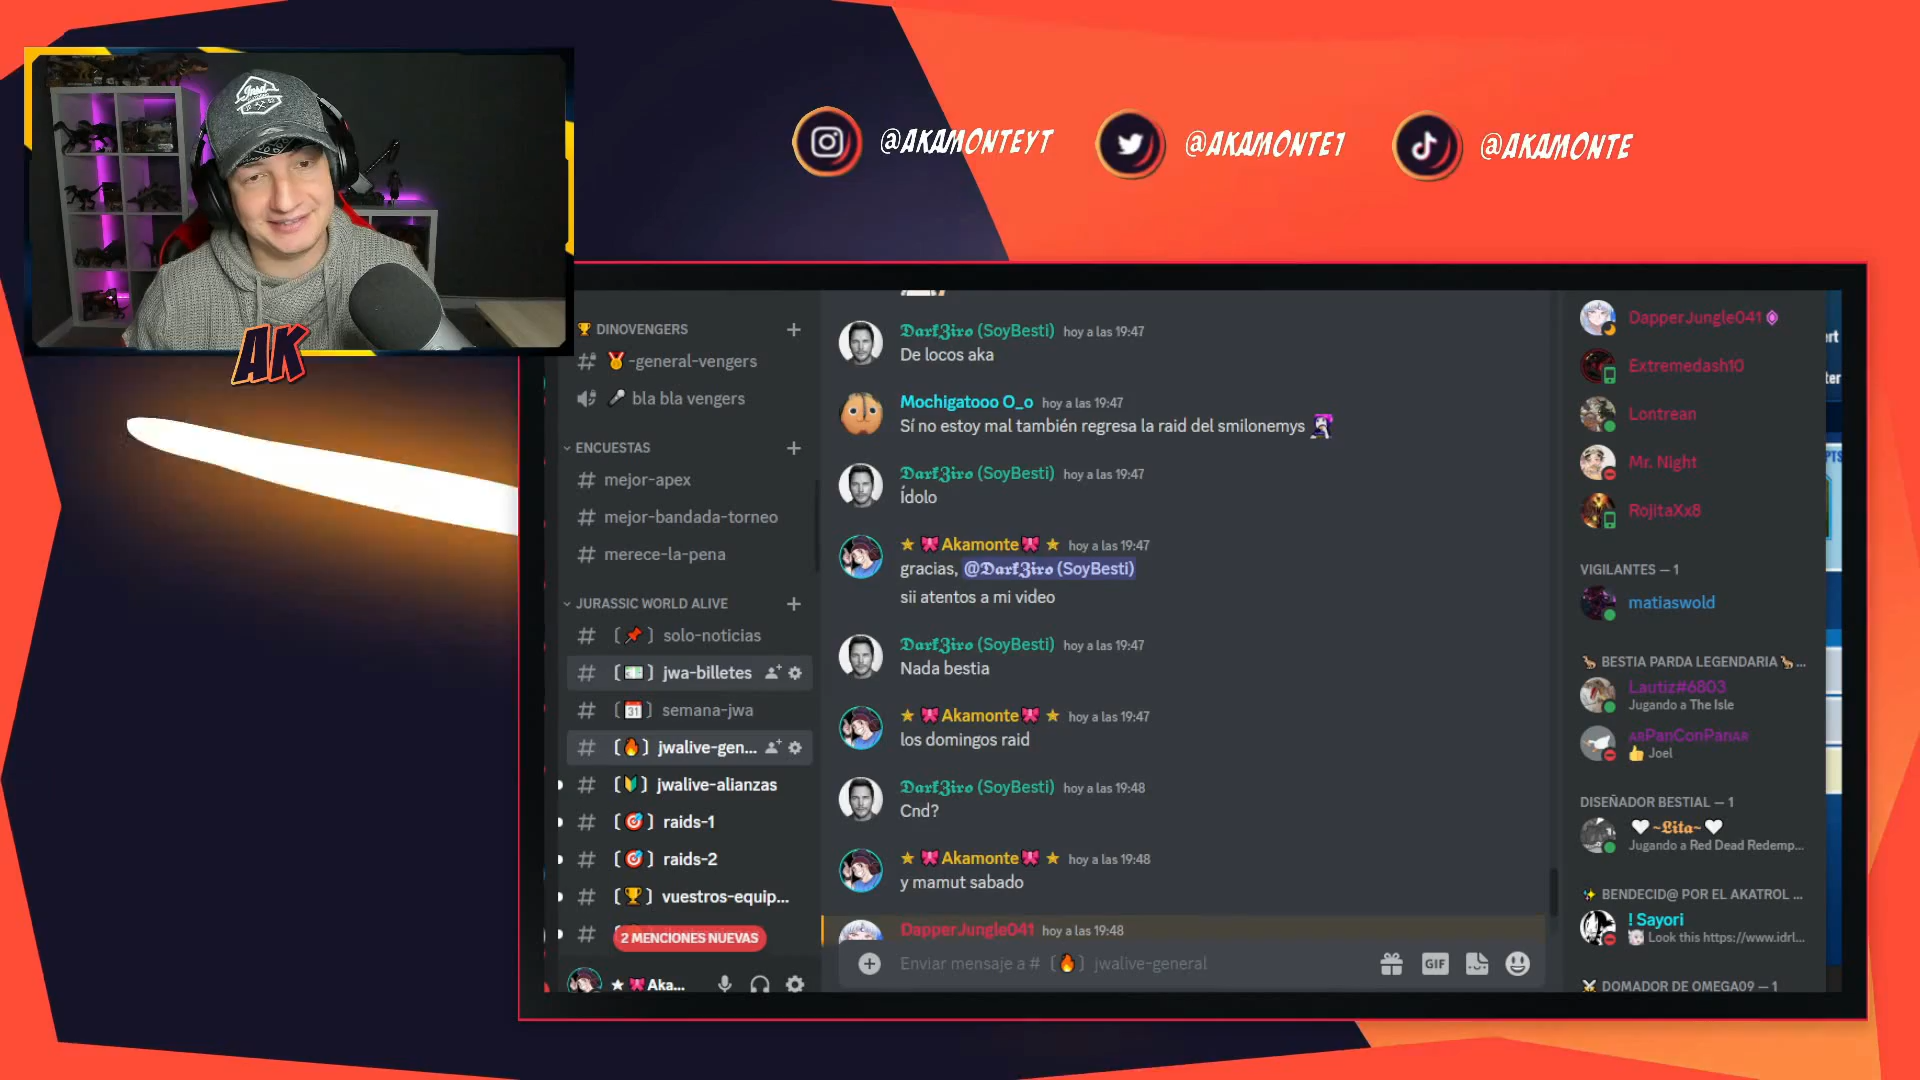 @AKAMONTEYT
@AKAMONTE1
@AKAMONTE
AK
DINOVENGERS
-general-vengers
bla bla vengers
ENCUESTAS
# mejor-apex
# mejor-bandada-torneo
# merece-la-pena
JURASSIC WORLD ALIVE
# [📌] solo-noticias
# [💵] jwa-billetes
# [31] semana-jwa
# [🔥] jwalive-gen...
# [🔰] jwalive-alianzas
# [🎯] raids-1
# [🎯] raids-2
# [🏆] vuestros-equip...
2 MENCIONES NUEVAS
★ 🎀Aka...
𝕯𝖆𝖗𝖐𝖅𝖎𝖗𝖔 (SoyBesti) hoy a las 19:47
De locos aka
Mochigatooo O_o hoy a las 19:47
Sí no estoy mal también regresa la raid del smilonemys
𝕯𝖆𝖗𝖐𝖅𝖎𝖗𝖔 (SoyBesti) hoy a las 19:47
Ídolo
★ 🎀Akamonte🎀 ★ hoy a las 19:47
gracias, @𝕯𝖆𝖗𝖐𝖅𝖎𝖗𝖔 (SoyBesti)
sii atentos a mi video
𝕯𝖆𝖗𝖐𝖅𝖎𝖗𝖔 (SoyBesti) hoy a las 19:47
Nada bestia
★ 🎀Akamonte🎀 ★ hoy a las 19:47
los domingos raid
𝕯𝖆𝖗𝖐𝖅𝖎𝖗𝖔 (SoyBesti) hoy a las 19:48
Cnd?
★ 🎀Akamonte🎀 ★ hoy a las 19:48
y mamut sabado
DapperJungle041 hoy a las 19:48
Enviar mensaje a # [🔥] jwalive-general
GIF
DapperJungle041
Extremedash10
Lontrean
Mr. Night
RojitaXx8
VIGILANTES — 1
matiaswold
BESTIA PARDA LEGENDARIA ...
Lautiz#6803
Jugando a The Isle
ᴀʀPanConPanᴀʀ
👍 Joel
DISEÑADOR BESTIAL — 1
🤍 ~𝕷𝖎𝖙𝖆~ 🤍
Jugando a Red Dead Redemp...
✨ BENDECID@ POR EL AKATROL ...
! Sayori
Look this https://www.idrl...
DOMADOR DE OMEGA09 — 1